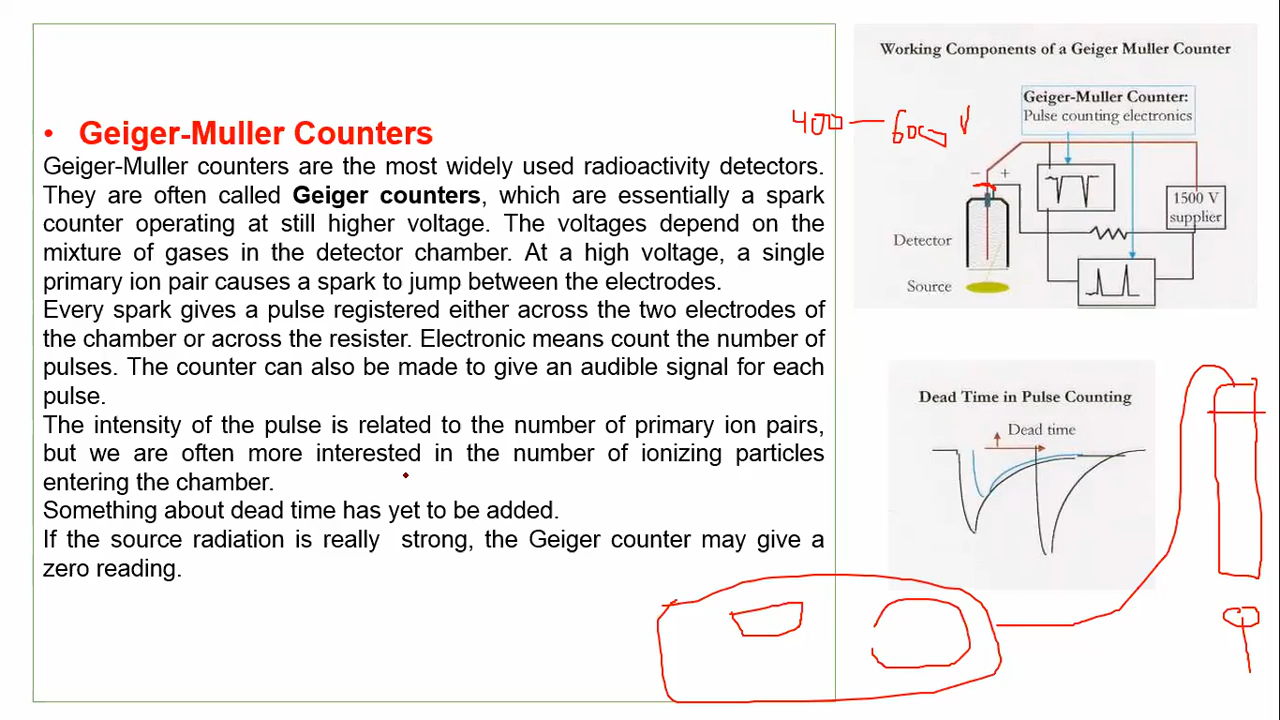 • Geiger-Muller Counters
Geiger-Muller counters are the most widely used radioactivity detectors.
They are often called Geiger counters, which are essentially a spark
counter operating at still higher voltage. The voltages depend on the
mixture of gases in the detector chamber. At a high voltage, a single
primary ion pair causes a spark to jump between the electrodes.
Every spark gives a pulse registered either across the two electrodes of
the chamber or across the resister. Electronic means count the number of
pulses. The counter can also be made to give an audible signal for each
pulse.
The intensity of the pulse is related to the number of primary ion pairs,
but we are often more interested in the number of ionizing particles
entering the chamber.
Something about dead time has yet to be added.
If the source radiation is really strong, the Geiger counter may give a
zero reading.
400 — 600 V
Working Components of a Geiger Muller Counter
Geiger-Muller Counter:
Pulse counting electronics
− +
1500 V
supplier
Detector
Source
Dead Time in Pulse Counting
Dead time